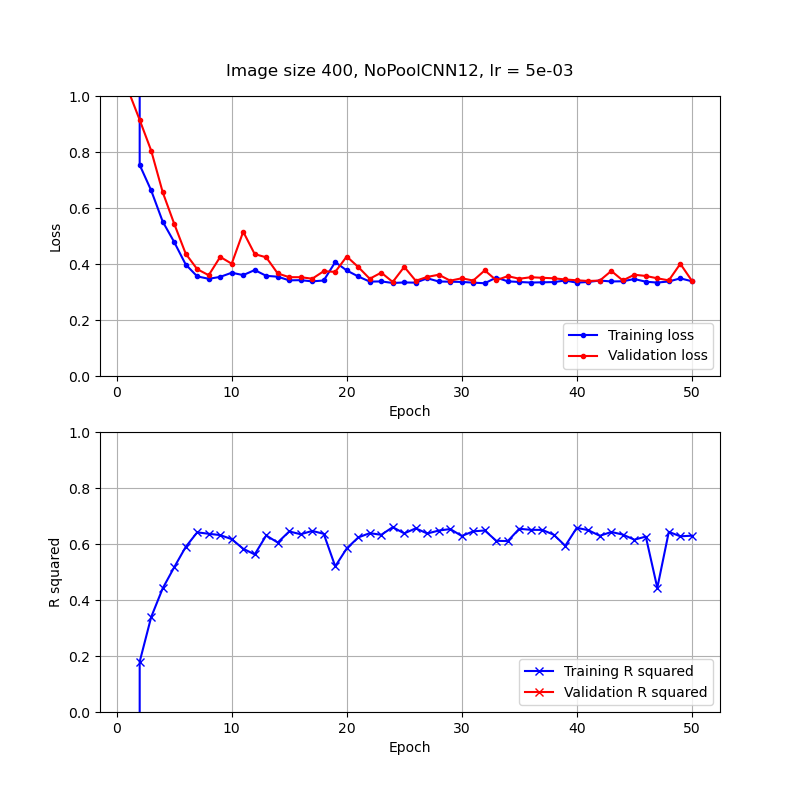 Image size 400, NoPoolCNN12, lr = 5e-03
1.0
0.8
0.6
0.4
0.2
0.0
Loss
Training loss
Validation loss
0 10 20 30 40 50
Epoch
1.0
0.8
0.6
0.4
0.2
0.0
R squared
Training R squared
Validation R squared
0 10 20 30 40 50
Epoch